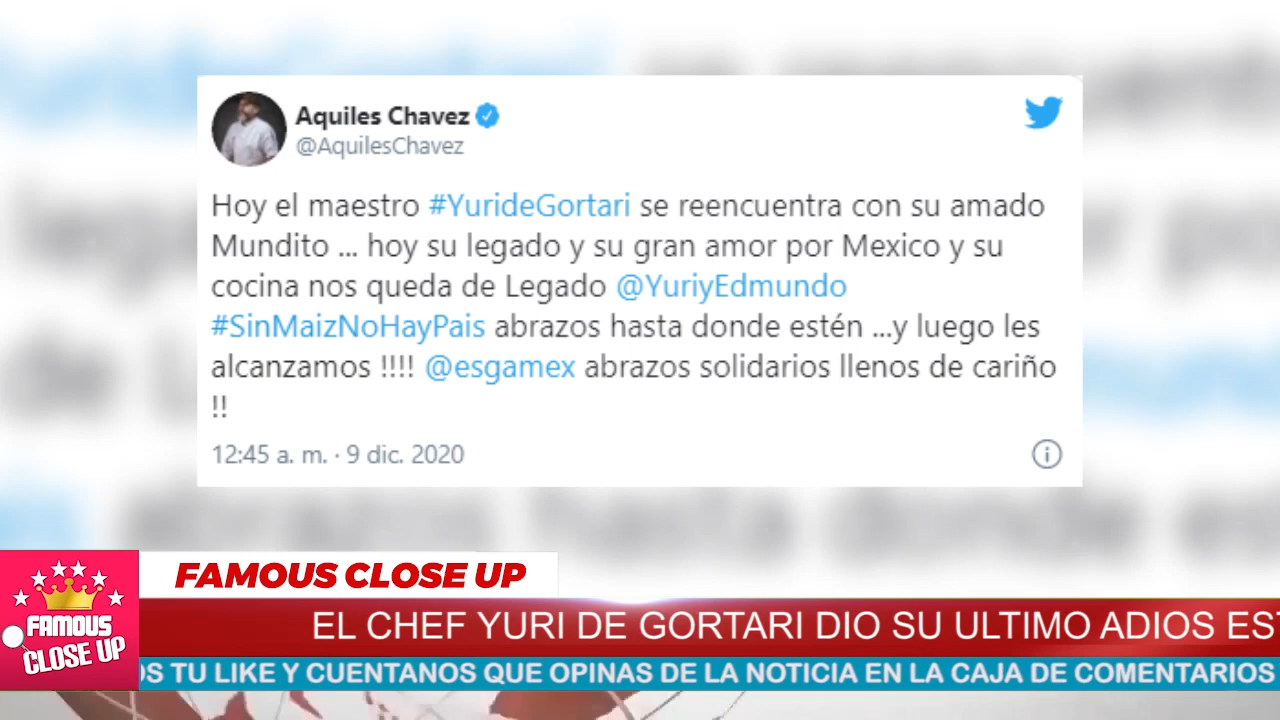 Aquiles Chavez
@AquilesChavez
Hoy el maestro #YurideGortari se reencuentra con su amado
Mundito ... hoy su legado y su gran amor por Mexico y su
cocina nos queda de Legado @YuriyEdmundo
#SinMaizNoHayPais abrazos hasta donde estén ...y luego les
alcanzamos !!!! @esgamex abrazos solidarios llenos de cariño
!!
12:45 a. m. · 9 dic. 2020
FAMOUS CLOSE UP
EL CHEF YURI DE GORTARI DIO SU ULTIMO ADIOS
FAMOUS
CLOSE UP
TU LIKE Y CUENTANOS QUE OPINAS DE LA NOTICIA EN LA CAJA DE COMENTARIOS